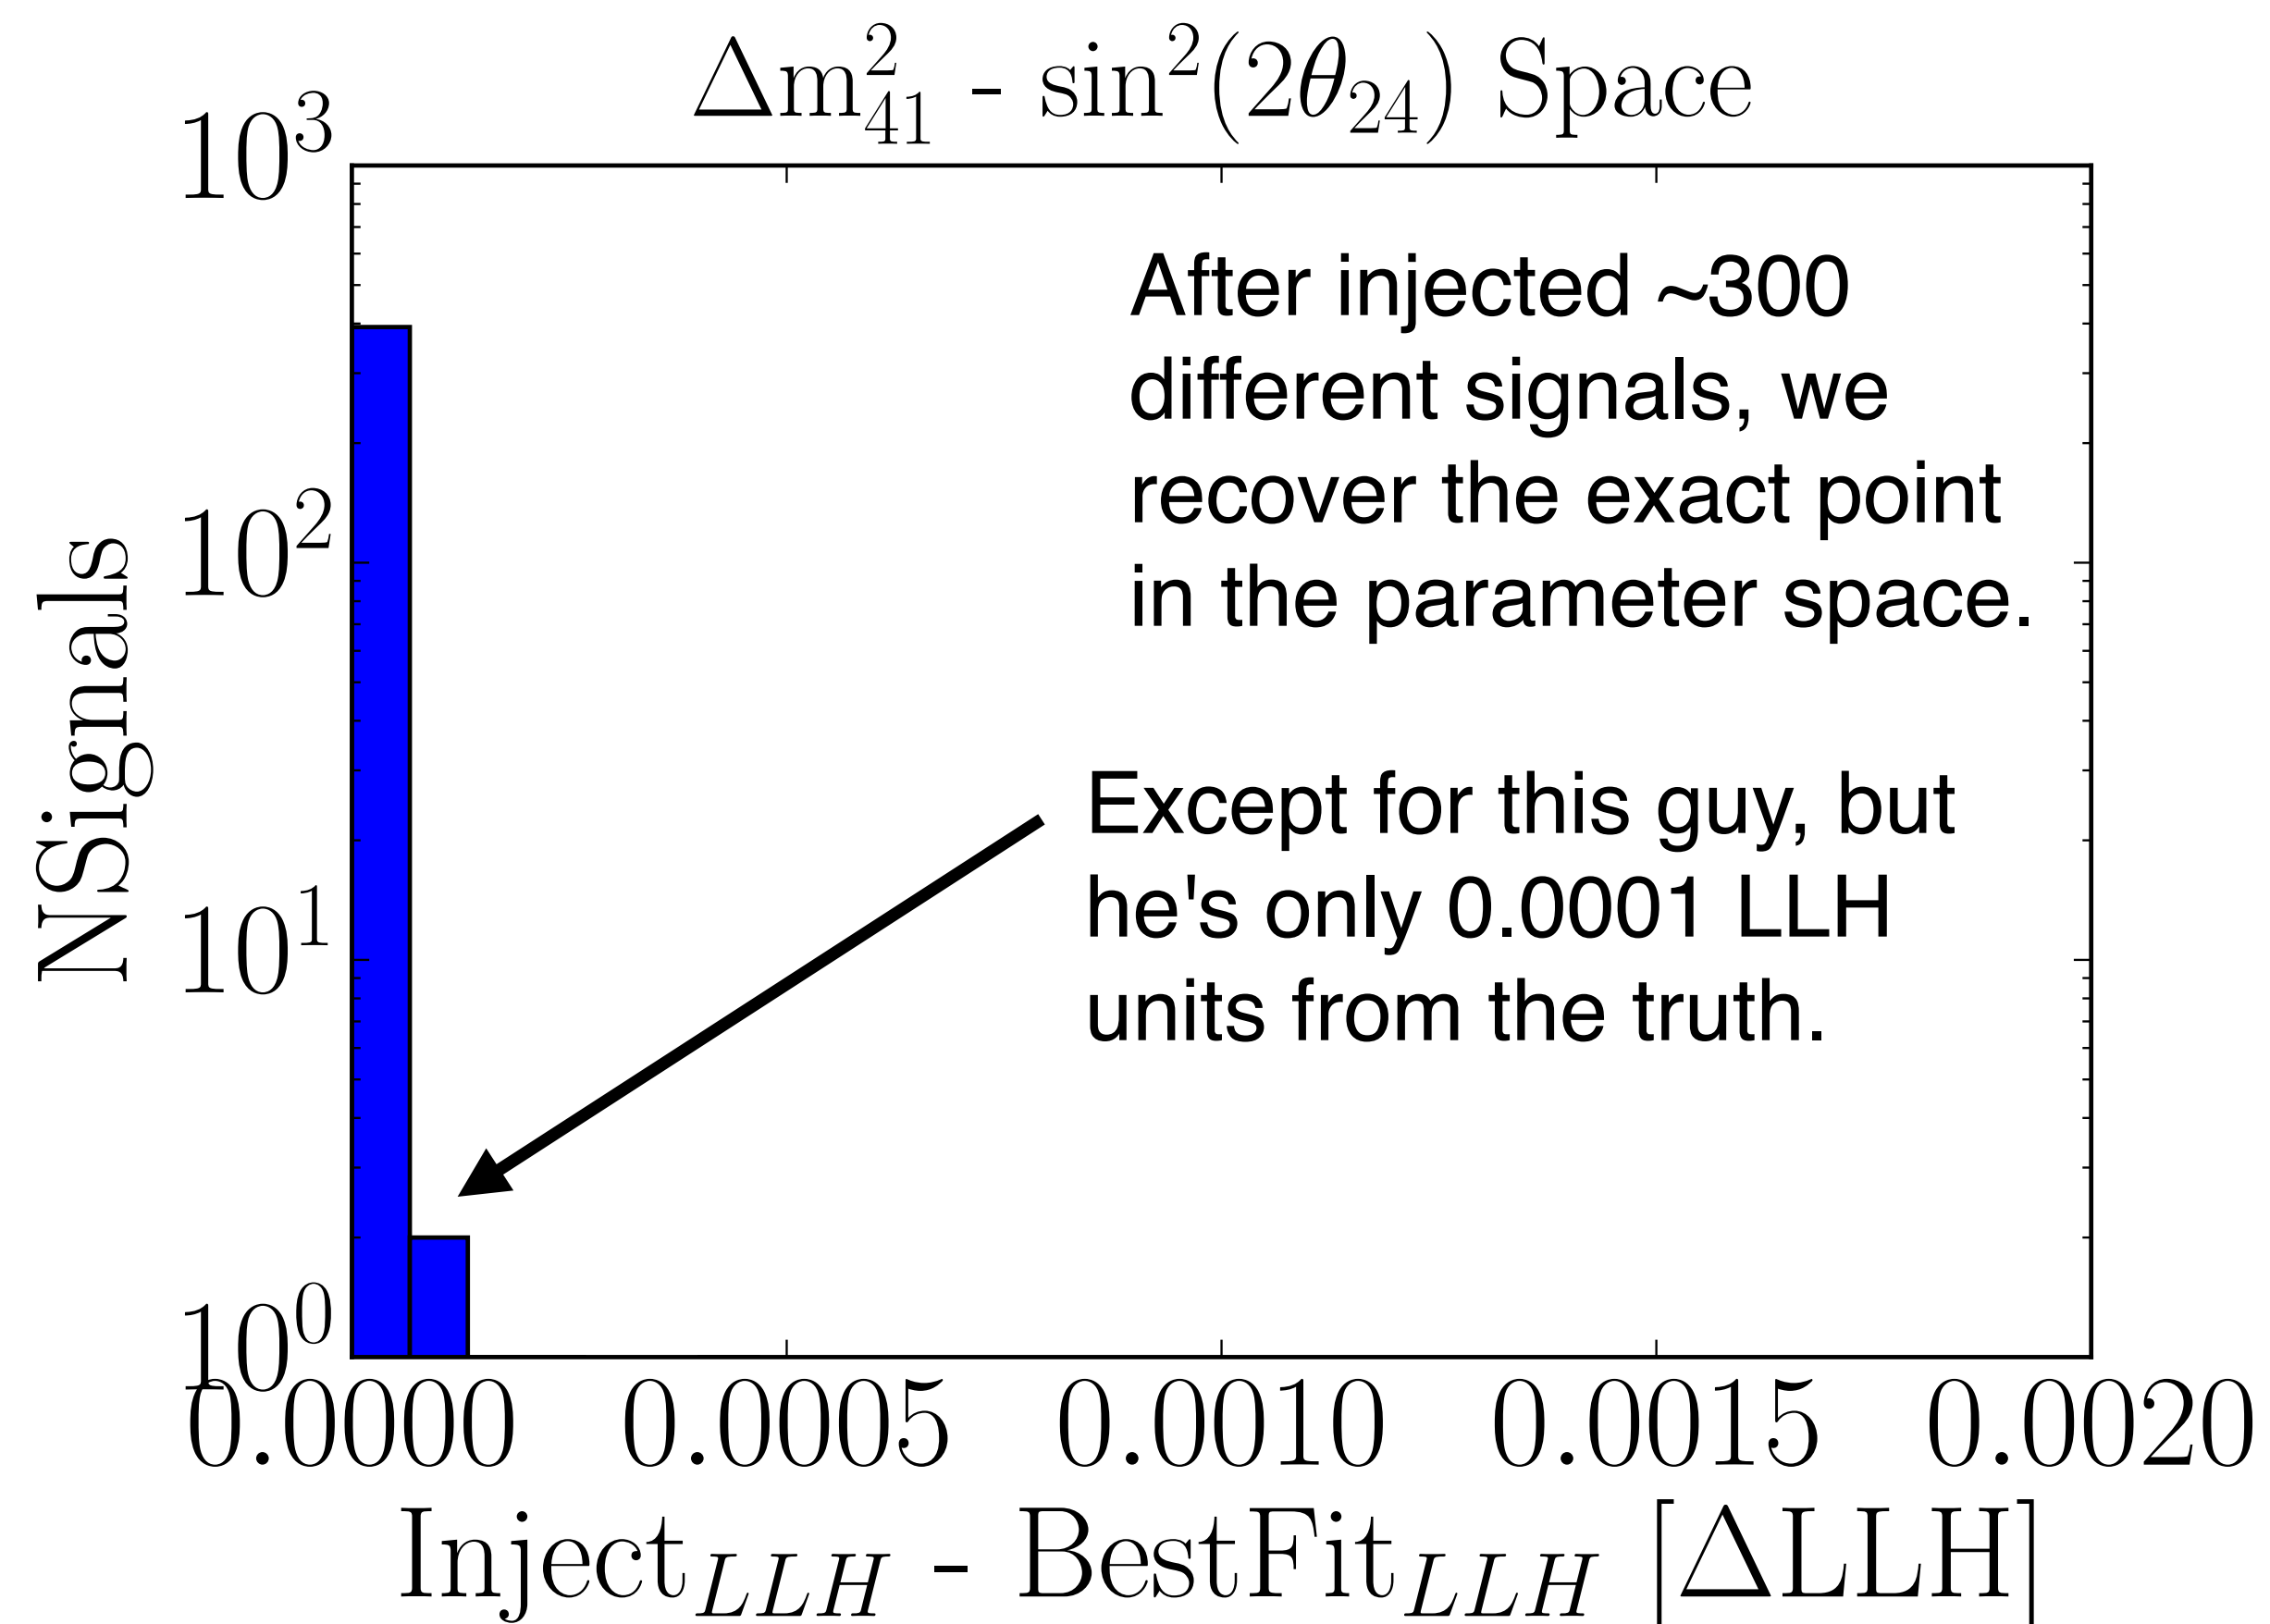 Δm²₄₁ - sin²(2θ₂₄) Space
10³
10²
10¹
10⁰
NSignals
After injected ~300
different signals, we
recover the exact point
in the parameter space.
Except for this guy, but
he's only 0.0001 LLH
units from the truth.
0.0000 0.0005 0.0010 0.0015 0.0020
Inject_LLH - BestFit_LLH [ΔLLH]